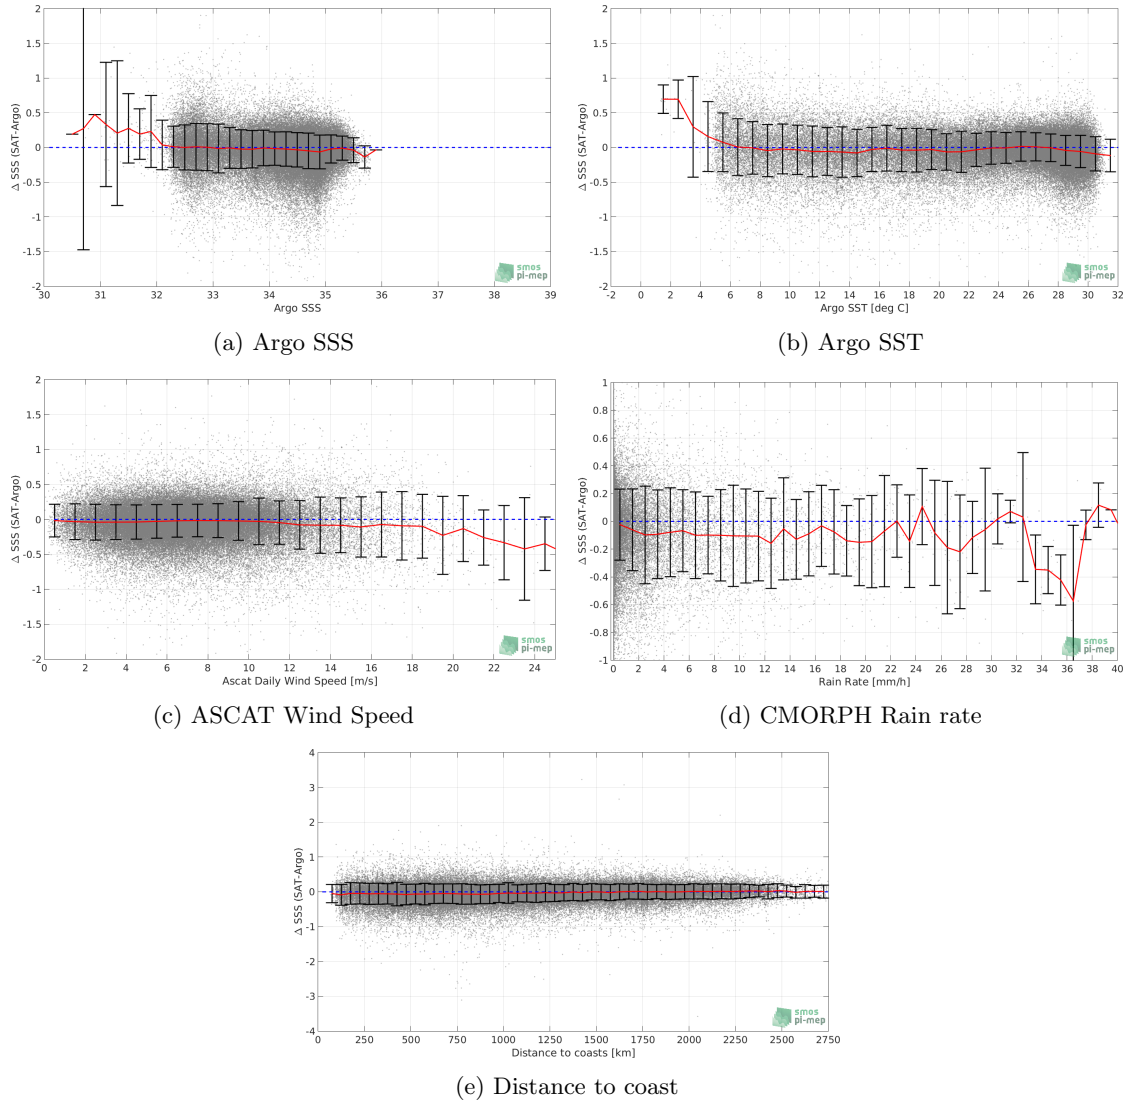 2
1.5
1
0.5
0
-0.5
-1
-1.5
-2
Δ SSS (SAT-Argo)
30 31 32 33 34 35 36 37 38 39
Argo SSS
smos
pi-mep
(a) Argo SSS
2
1.5
1
0.5
0
-0.5
-1
-1.5
-2
Δ SSS (SAT-Argo)
-2 0 2 4 6 8 10 12 14 16 18 20 22 24 26 28 30 32
Argo SST [deg C]
smos
pi-mep
(b) Argo SST
2
1.5
1
0.5
0
-0.5
-1
-1.5
-2
Δ SSS (SAT-Argo)
0 2 4 6 8 10 12 14 16 18 20 22 24
Ascat Daily Wind Speed [m/s]
smos
pi-mep
(c) ASCAT Wind Speed
1
0.8
0.6
0.4
0.2
0
-0.2
-0.4
-0.6
-0.8
-1
Δ SSS (SAT-Argo)
0 2 4 6 8 10 12 14 16 18 20 22 24 26 28 30 32 34 36 38 40
Rain Rate [mm/h]
smos
pi-mep
(d) CMORPH Rain rate
4
3
2
1
0
-1
-2
-3
-4
Δ SSS (SAT-Argo)
0 250 500 750 1000 1250 1500 1750 2000 2250 2500 2750
Distance to coasts [km]
smos
pi-mep
(e) Distance to coast